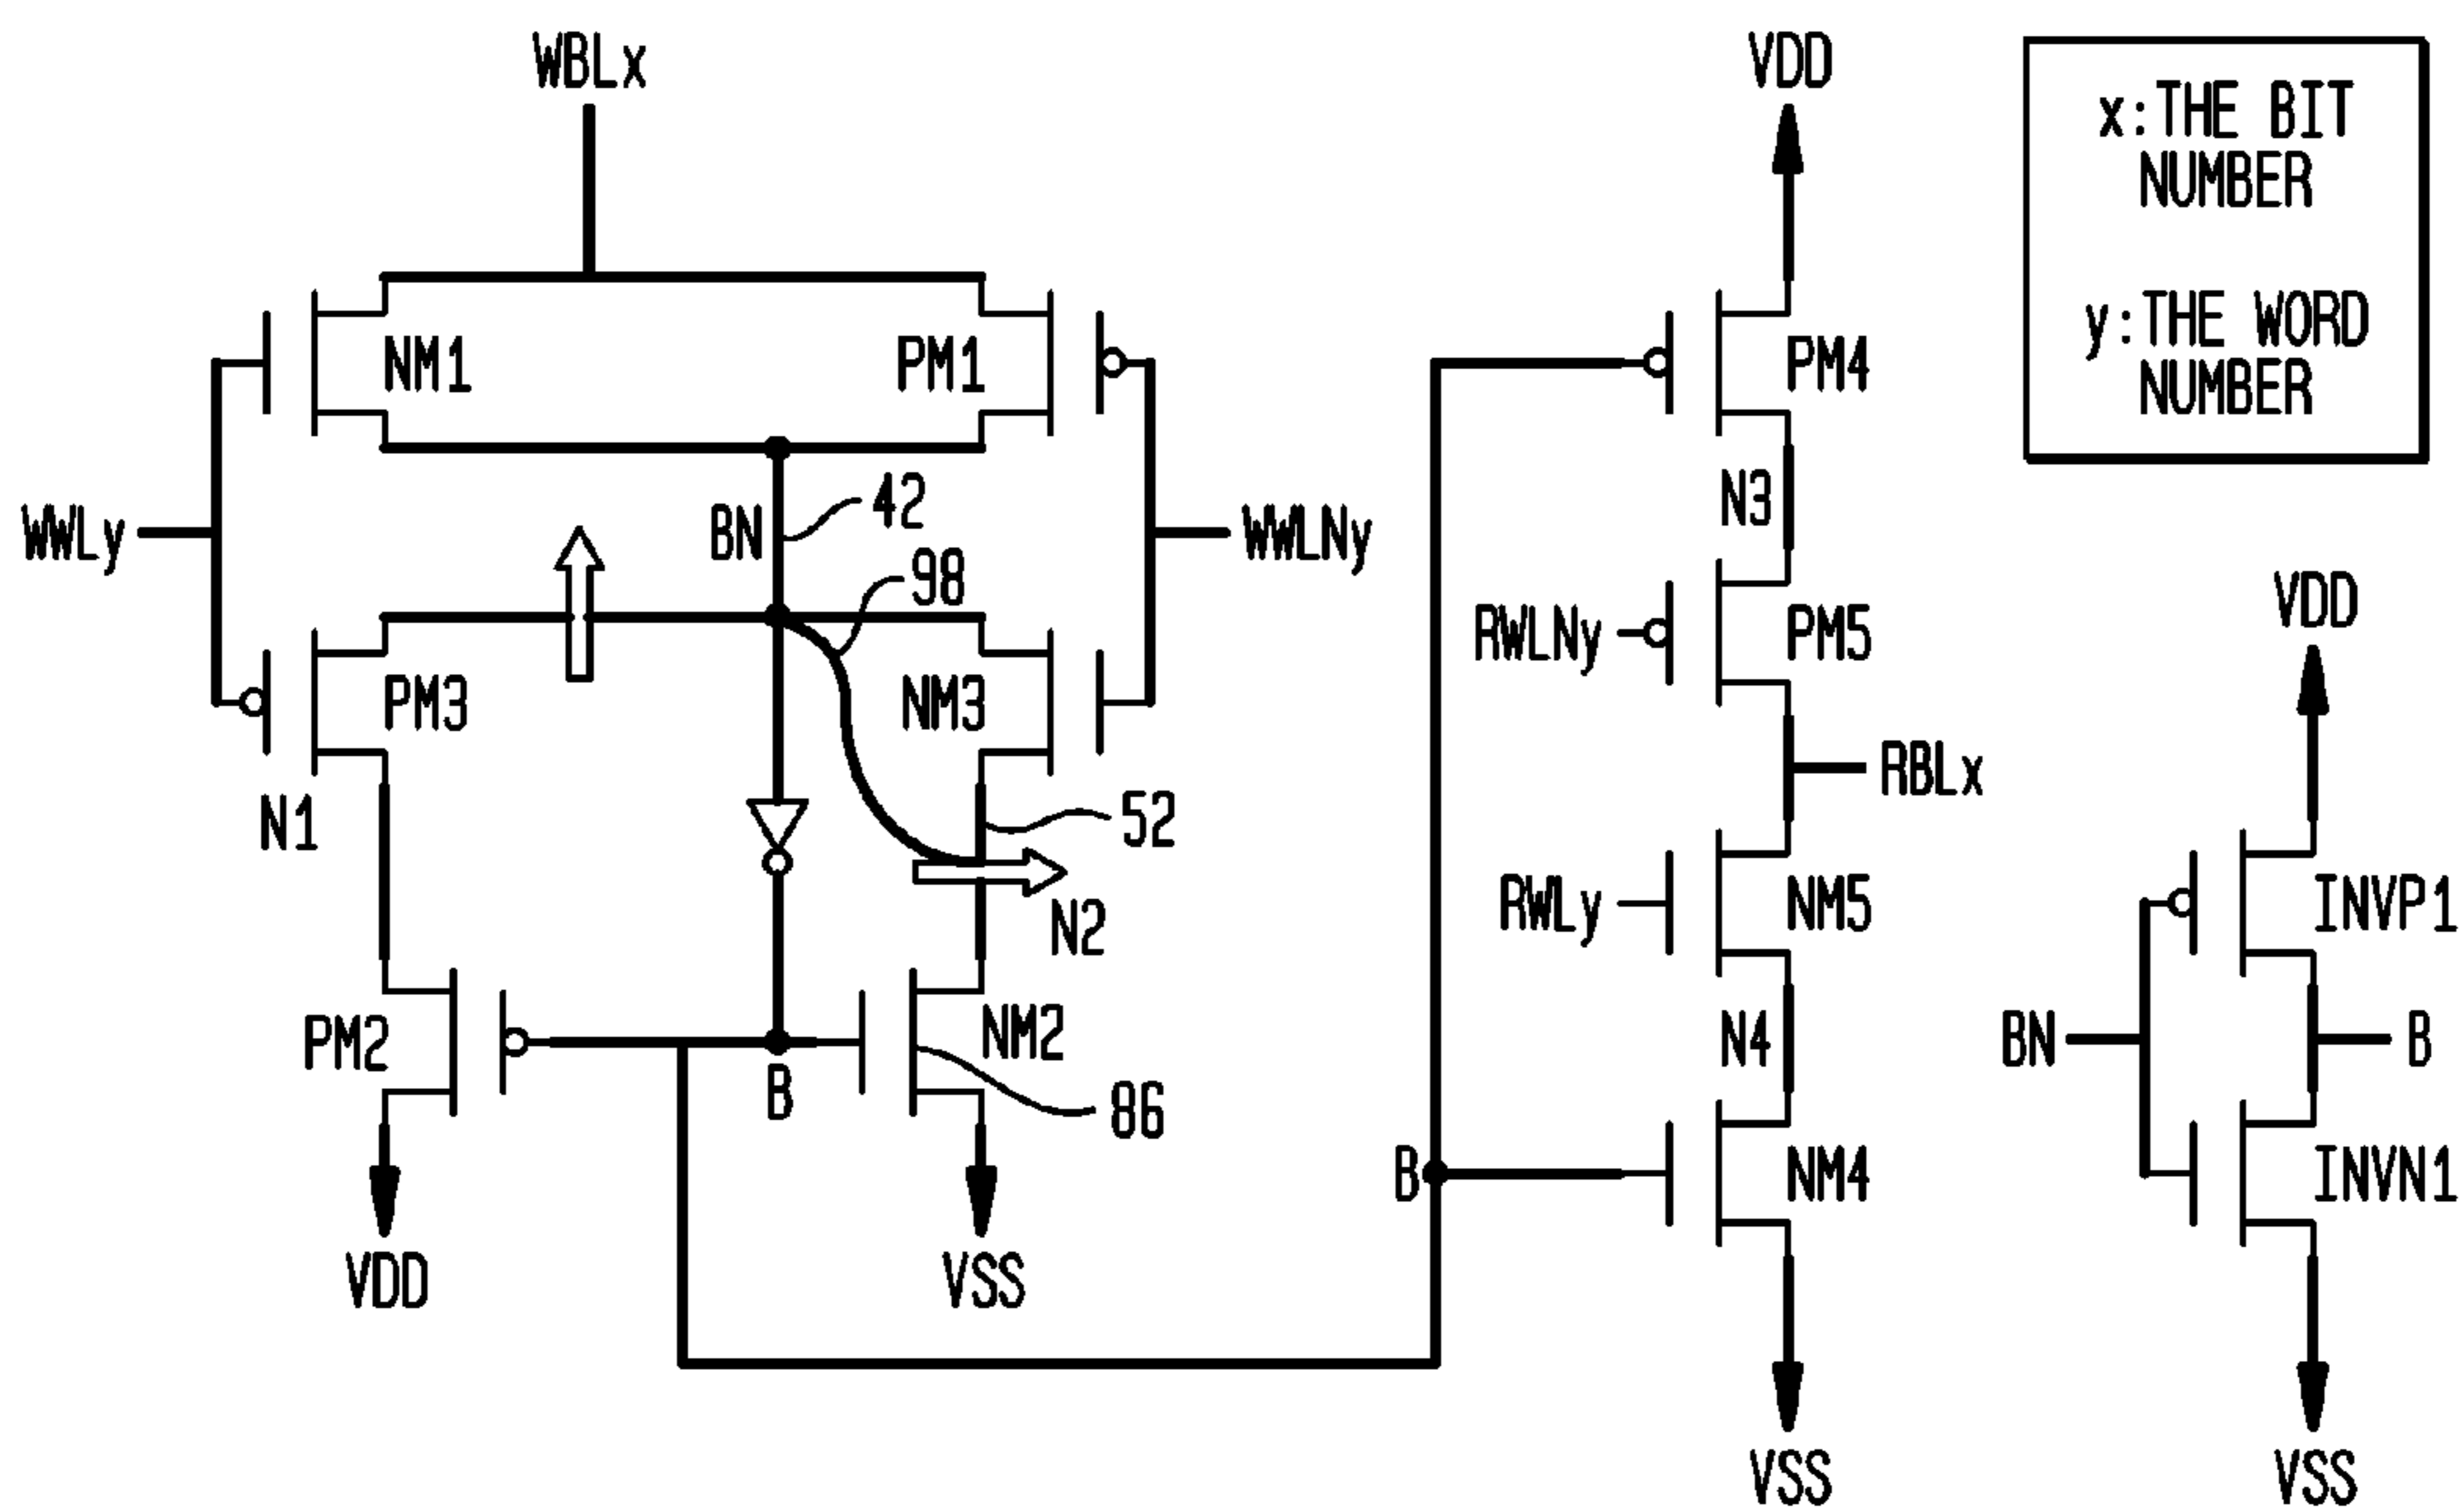 WBLx
VDD
x:THE BIT
NUMBER
y:THE WORD
NUMBER
NM1
PM1
PM4
42
BN
N3
WWLy
WWLNy
98
RWLNy
PM5
VDD
PM3
NM3
N1
52
RBLx
N2
RWLy
NM5
INVP1
PM2
B
NM2
86
N4
BN
B
B
NM4
INVN1
VDD
VSS
VSS
VSS